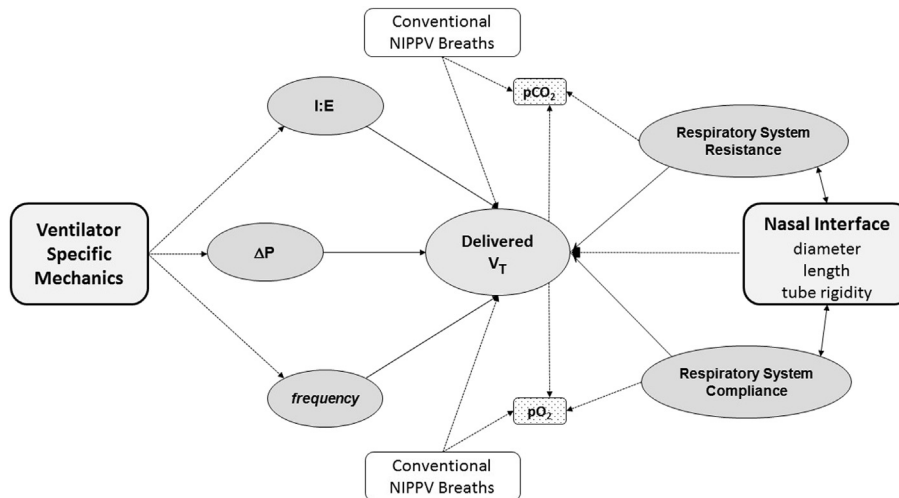 Conventional
NIPPV Breaths
pCO₂
I:E
Respiratory System
Resistance
Ventilator
Specific
Mechanics
ΔP
Delivered
V_T
Nasal Interface
diameter
length
tube rigidity
Respiratory System
Compliance
frequency
pO₂
Conventional
NIPPV Breaths